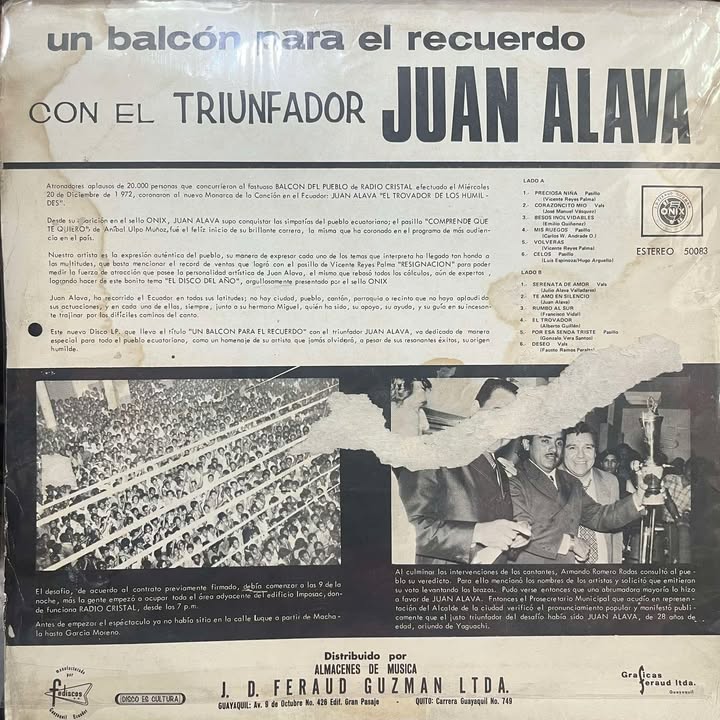 un balcón para el recuerdo
CON EL TRIUNFADOR JUAN ALAVA
Atronadores aplausos de 20.000 personas que concurrieron al fastuoso BALCON DEL PUEBLO de RADIO CRISTAL efectuado el Miércoles
20 de Diciembre de 1972, coronaron al nuevo Monarca de la Canción en el Ecuador: JUAN ALAVA "EL TROVADOR DE LOS HUMIL-
DES".
Desde su aparición en el sello ONIX, JUAN ALAVA supo conquistar las simpatías del pueblo ecuatoriano; el pasillo "COMPRENDE QUE
TE QUIERO" de Aníbal Ulpo Muñoz, fué el feliz inicio de su brillante carrera, la misma que ha coronado en el programa de más audien-
cia en el país.
Nuestro artista es la expresión auténtica del pueblo, su manera de expresar cada uno de los temas que interpreta ha llegado tan hondo a
las multitudes, que basta mencionar el record de ventas que logró con el pasillo de Vicente Reyes Palma "RESIGNACION" para poder
medir la fuerza de atracción que posee la personalidad artística de Juan Alava, el mismo que rebasó todos los cálculos, aún de expertos,
logrando hacer de este bonito tema "EL DISCO DEL AÑO", orgullosamente presentado por el sello ONIX
Juan Alava, ha recorrido el Ecuador en todas sus latitudes; no hay ciudad, pueblo, cantón, parroquia o recinto que no haya aplaudido
sus actuaciones, y en cada una de ellas, siempre, junto a su hermano Miguel, quién ha sido, su apoyo, su ayuda, y su guía en su incesan-
te trajinar por los difíciles caminos del canto.
Este nuevo Disco LP. que lleva el título "UN BALCON PARA EL RECUERDO" con el triunfador JUAN ALAVA, va dedicado de manera
especial para todo el pueblo ecuatoriano, como un homenaje de su artista que jamás olvidará, a pesar de sus resonantes éxitos, su origen
humilde.
LADO A
1.- PRECIOSA NIÑA Pasillo
(Vicente Reyes Palma)
2.- CORAZONCITO MIO Vals
(José Manuel Vásquez)
3.- BESOS INOLVIDABLES
(Emilio Quiñonez)
4.- MIS RUEGOS Pasillo
(Carlos W. Andrade O.)
5.- VOLVERAS
(Vicente Reyes Palma)
6.- CELOS Pasillo
(Luis Espinoza/Hugo Arguello)
LADO B
1.- SERENATA DE AMOR Vals
(Julio Alava Valladares)
2.- TE AMO EN SILENCIO
(Juan Alava)
3.- RUMBO AL SUR
(Francisco Vidal)
4.- EL TROVADOR
(Alberto Guillén)
5.- POR ESA SENDA TRISTE Pasillo
(Gonzalo Vera Santos)
6.- DESEO Vals
(Fausto Ramos Peralta)
ONIX
ESTEREO 50083
El desafío, de acuerdo al contrato previamente firmado, debía comenzar a las 9 de la
noche, más la gente empezó a ocupar toda el área adyacente del edificio Imposac, don-
de funciona RADIO CRISTAL, desde las 7 p.m.
Antes de empezar el espectáculo ya no había sitio en la calle Luque a partir de Macha-
la hasta García Moreno.
Al culminar las intervenciones de los cantantes, Armando Romero Rodas consultó al pue-
blo su veredicto. Para ello mencionó los nombres de los artistas y solicitó que emitieran
su voto levantando los brazos. Pudo verse entonces que una abrumadora mayoría lo hizo
a favor de JUAN ALAVA. Entonces el Prosecretario Municipal que acudió en represen-
tación del Alcalde de la ciudad verificó el pronunciamiento popular y manifestó publi-
camente que el justo triunfador del desafío había sido JUAN ALAVA, de 28 años de
edad, oriundo de Yaguachi.
Manufacturado
por
fadiscos
Guayaquil Ecuador
DISCO ES CULTURA
Distribuido por
ALMACENES DE MUSICA
J. D. FERAUD GUZMAN LTDA.
GUAYAQUIL: Av. 9 de Octubre No. 426 Edif. Gran Pasaje - QUITO: Carrera Guayaquil No. 749
Graficas
feraud ltda.
Guayaquil